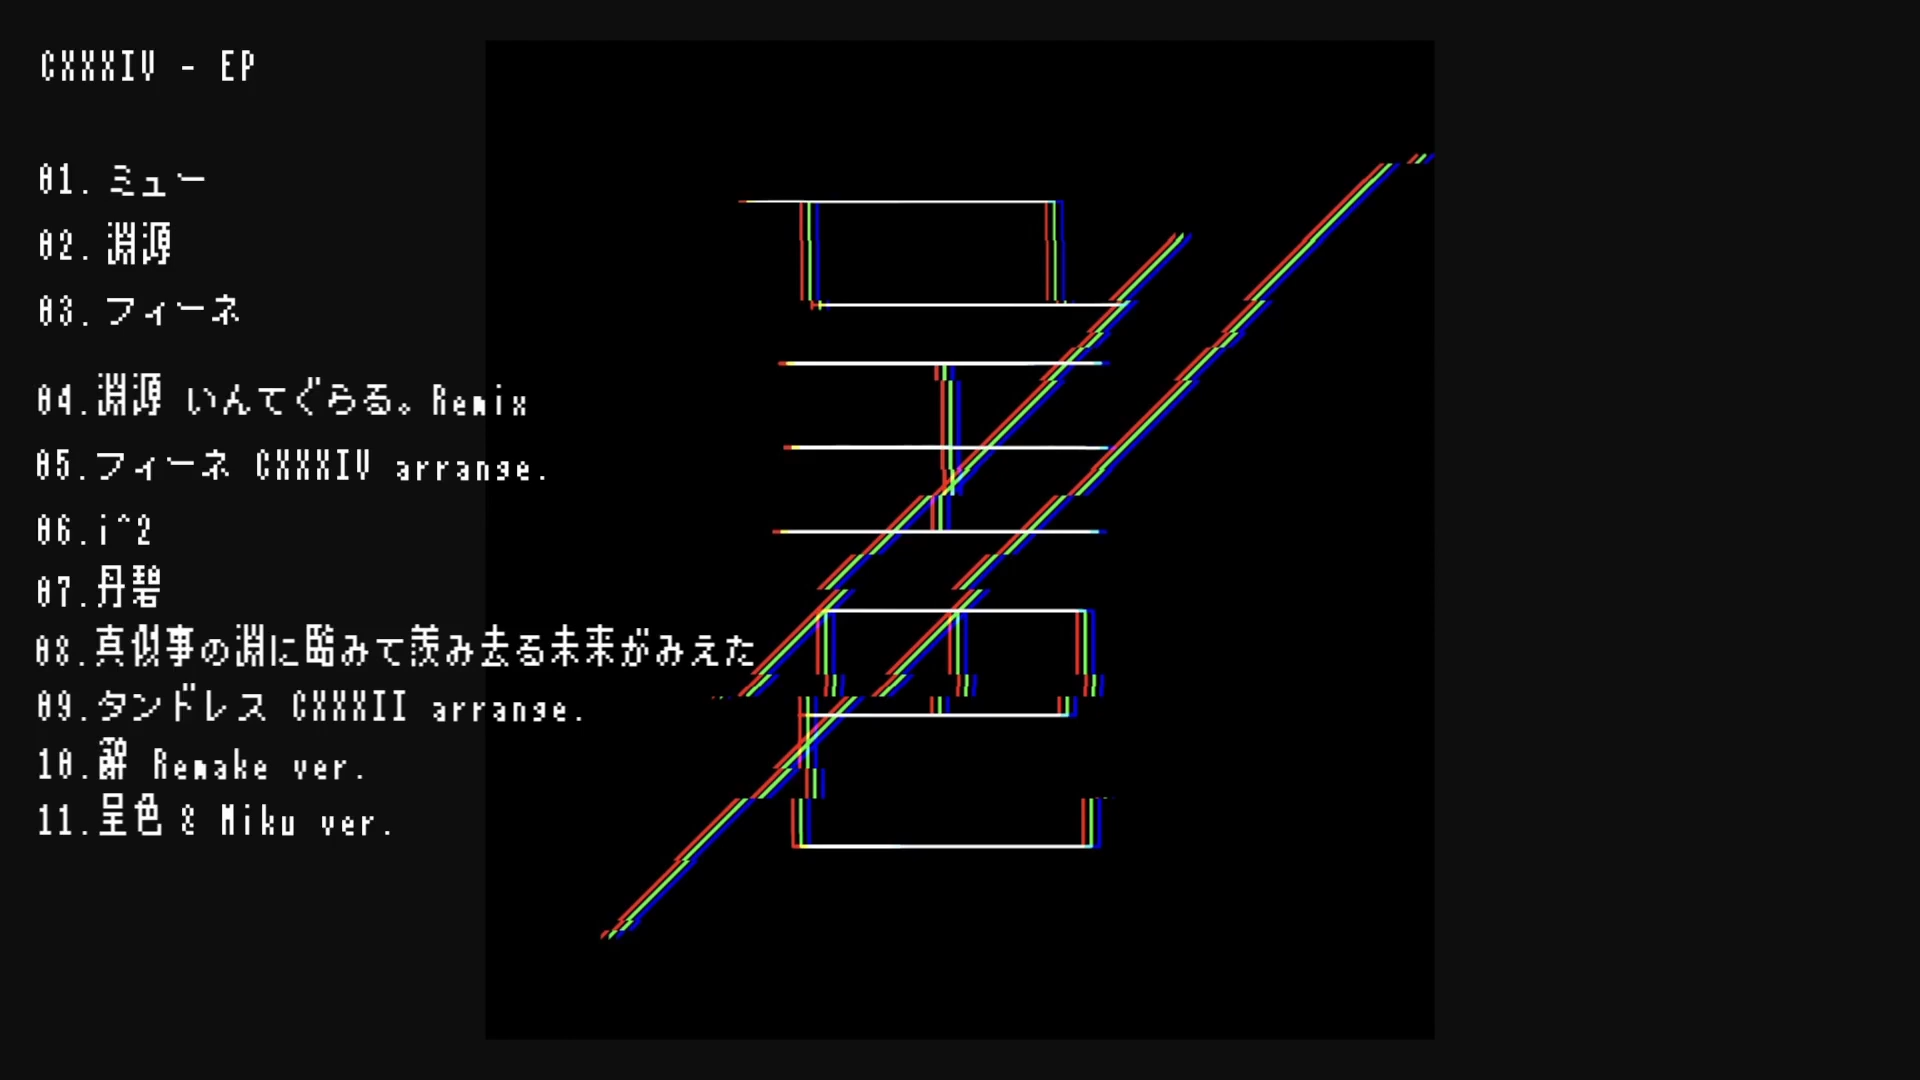 CXXXIV - EP
01. ミュー
02. 淵源
03. フィーネ
04.淵源 いんてぐらる。Remix
05.フィーネ CXXXIV arrange.
06.i^2
07.丹碧
08.真似事の淵に臨みて羨み去る未来がみえた
09.タンドレス CXXXII arrange.
10.Remake ver.
11.呈色 & Miku ver.